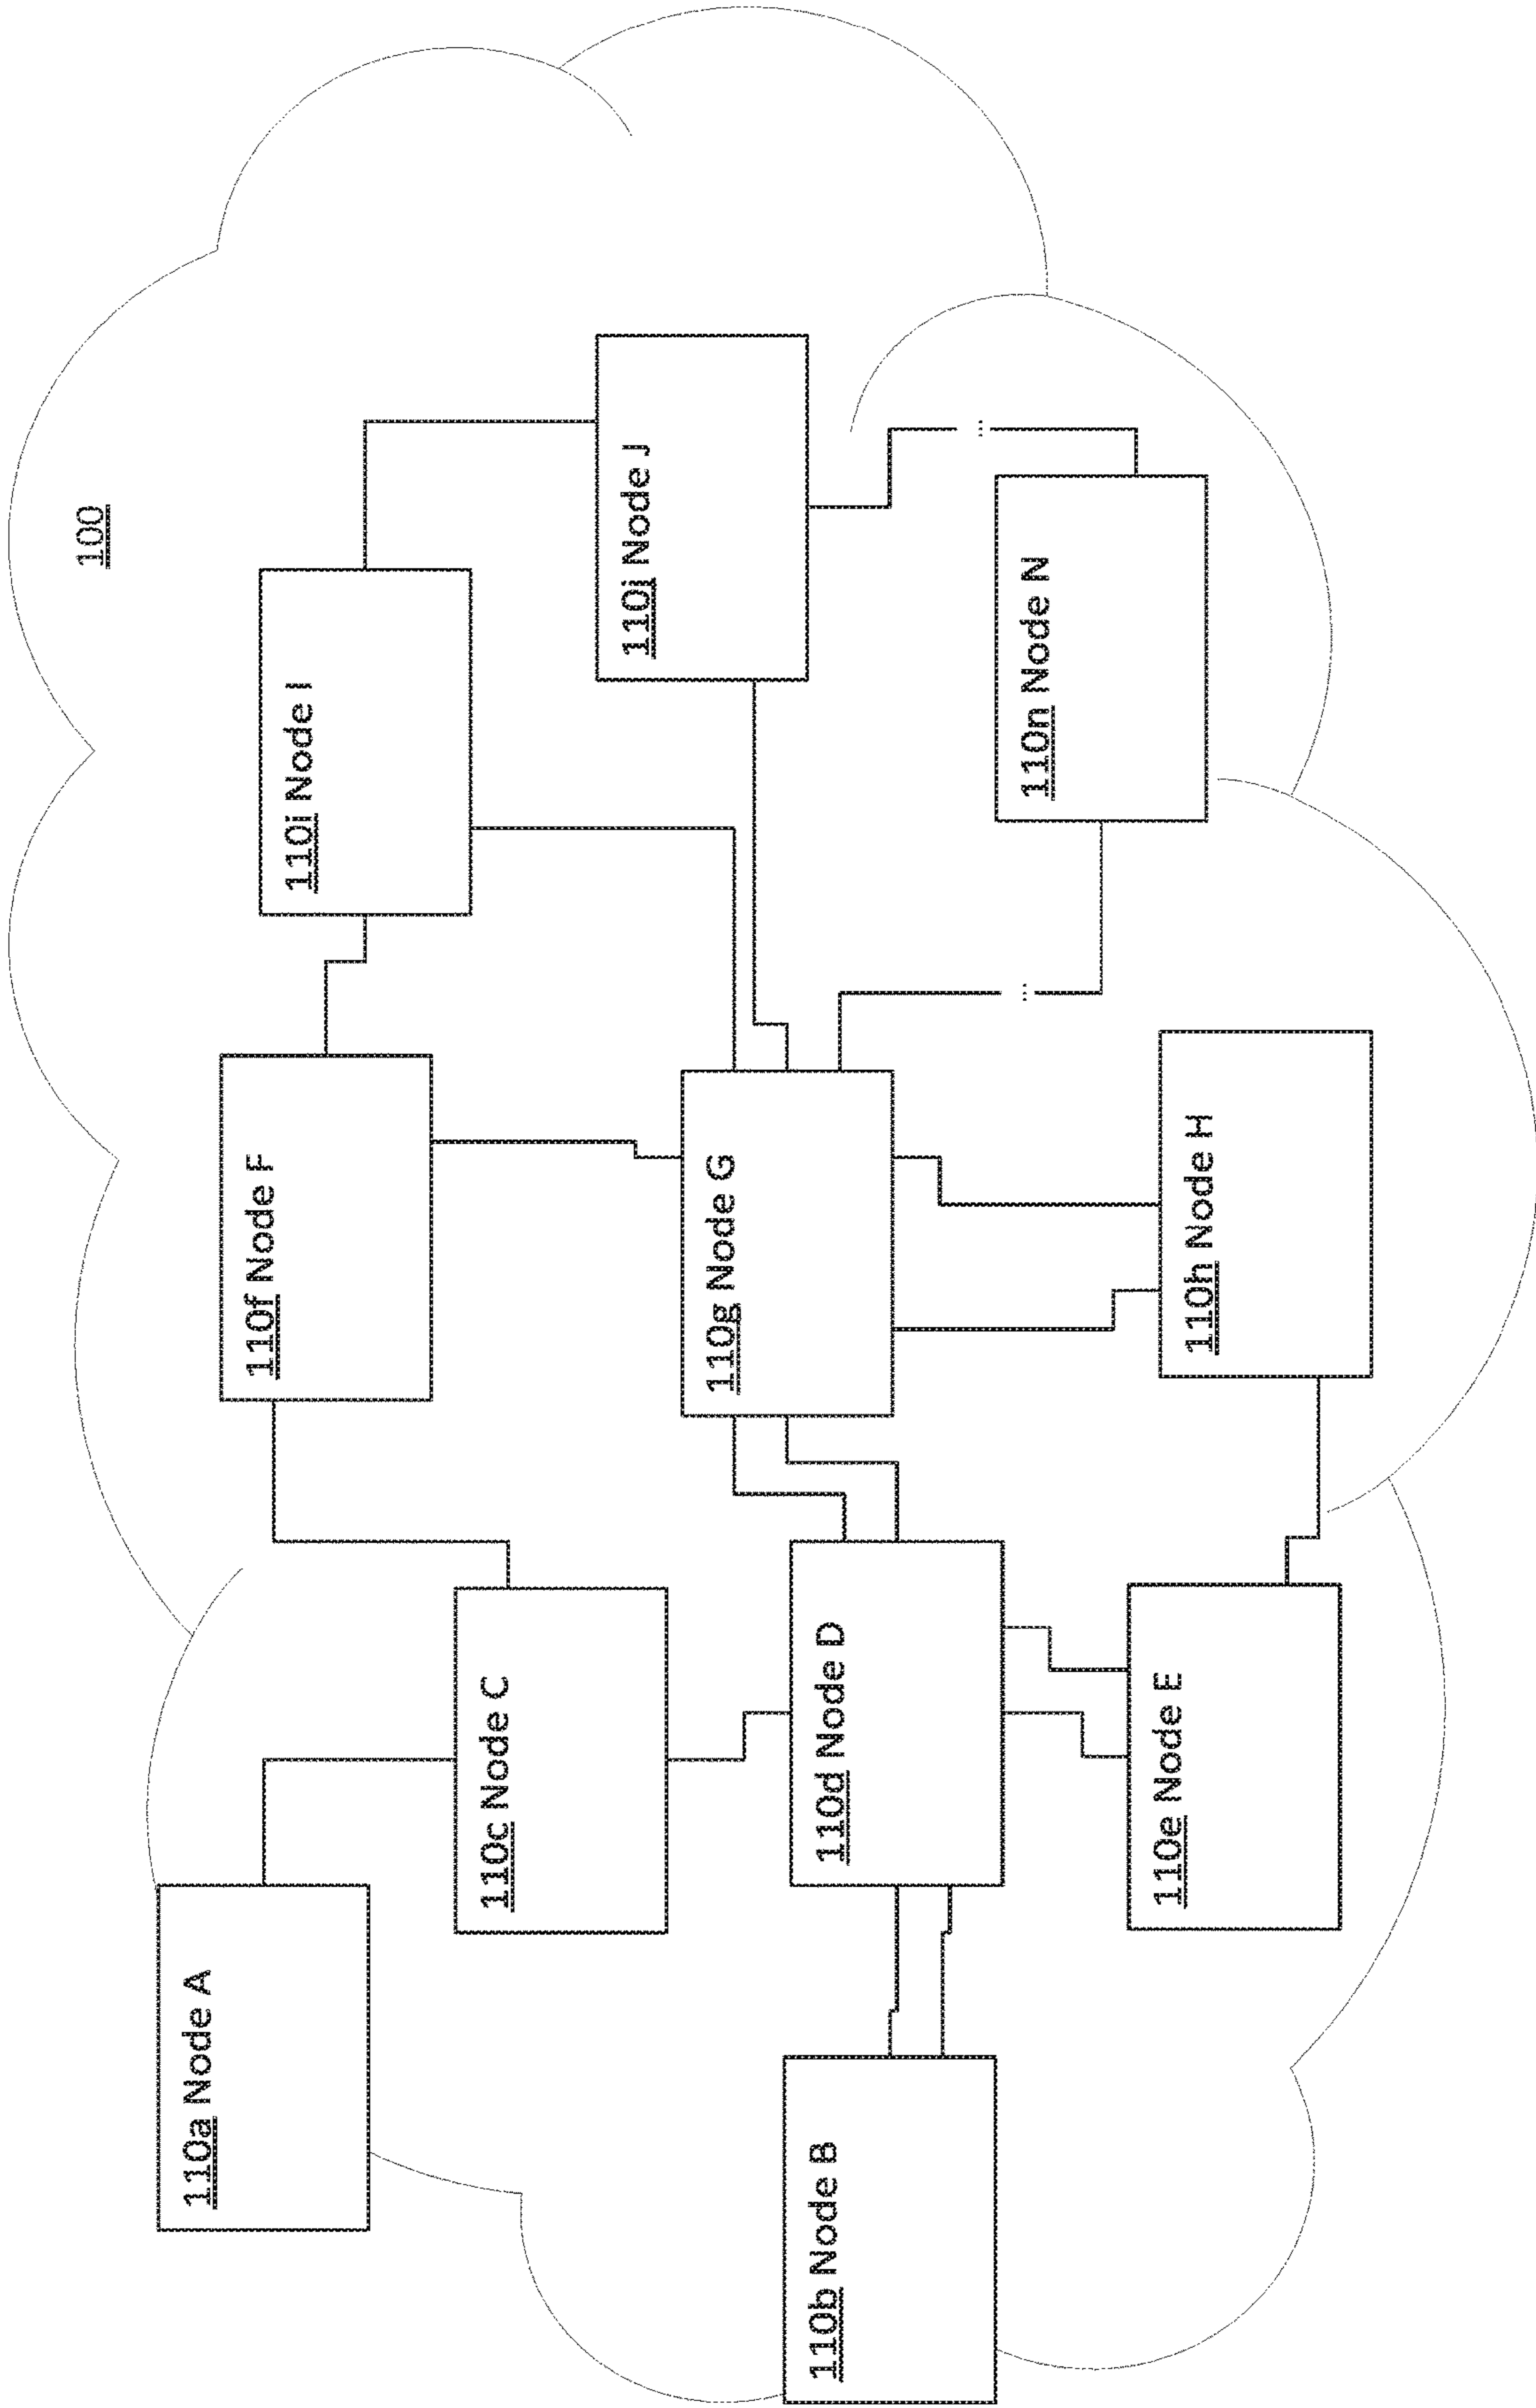 100
110a Node A
110f Node F
110i Node I
110c Node C
110j Node J
110g Node G
110b Node B
110d Node D
...
...
110n Node N
110e Node E
110h Node H